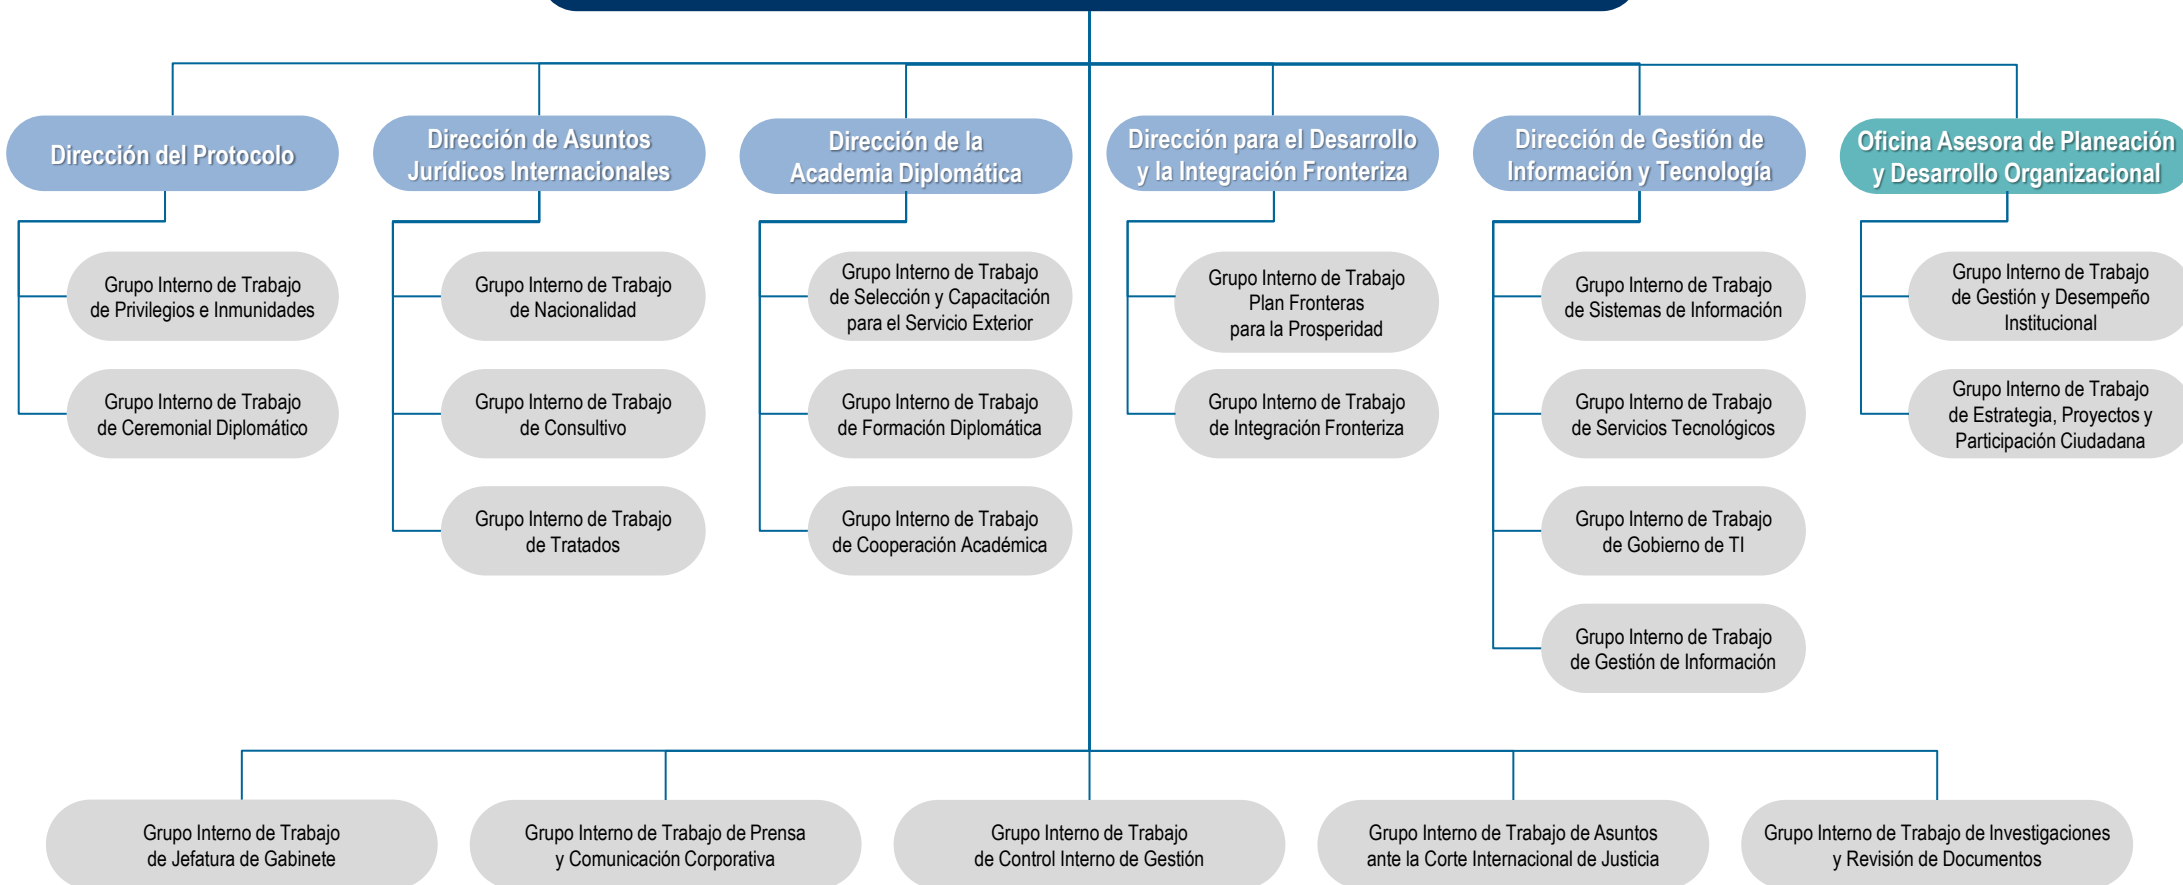 Dirección del Protocolo
Grupo Interno de Trabajo
de Privilegios e Inmunidades
Grupo Interno de Trabajo
de Ceremonial Diplomático
Dirección de Asuntos
Jurídicos Internacionales
Grupo Interno de Trabajo
de Nacionalidad
Grupo Interno de Trabajo
de Consultivo
Grupo Interno de Trabajo
de Tratados
Dirección de la
Academia Diplomática
Grupo Interno de Trabajo
de Selección y Capacitación
para el Servicio Exterior
Grupo Interno de Trabajo
de Formación Diplomática
Grupo Interno de Trabajo
de Cooperación Académica
Dirección para el Desarrollo
y la Integración Fronteriza
Grupo Interno de Trabajo
Plan Fronteras
para la Prosperidad
Grupo Interno de Trabajo
de Integración Fronteriza
Dirección de Gestión de
Información y Tecnología
Grupo Interno de Trabajo
de Sistemas de Información
Grupo Interno de Trabajo
de Servicios Tecnológicos
Grupo Interno de Trabajo
de Gobierno de TI
Grupo Interno de Trabajo
de Gestión de Información
Oficina Asesora de Planeación
y Desarrollo Organizacional
Grupo Interno de Trabajo
de Gestión y Desempeño
Institucional
Grupo Interno de Trabajo
de Estrategia, Proyectos y
Participación Ciudadana
Grupo Interno de Trabajo
de Jefatura de Gabinete
Grupo Interno de Trabajo de Prensa
y Comunicación Corporativa
Grupo Interno de Trabajo
de Control Interno de Gestión
Grupo Interno de Trabajo de Asuntos
ante la Corte Internacional de Justicia
Grupo Interno de Trabajo de Investigaciones
y Revisión de Documentos